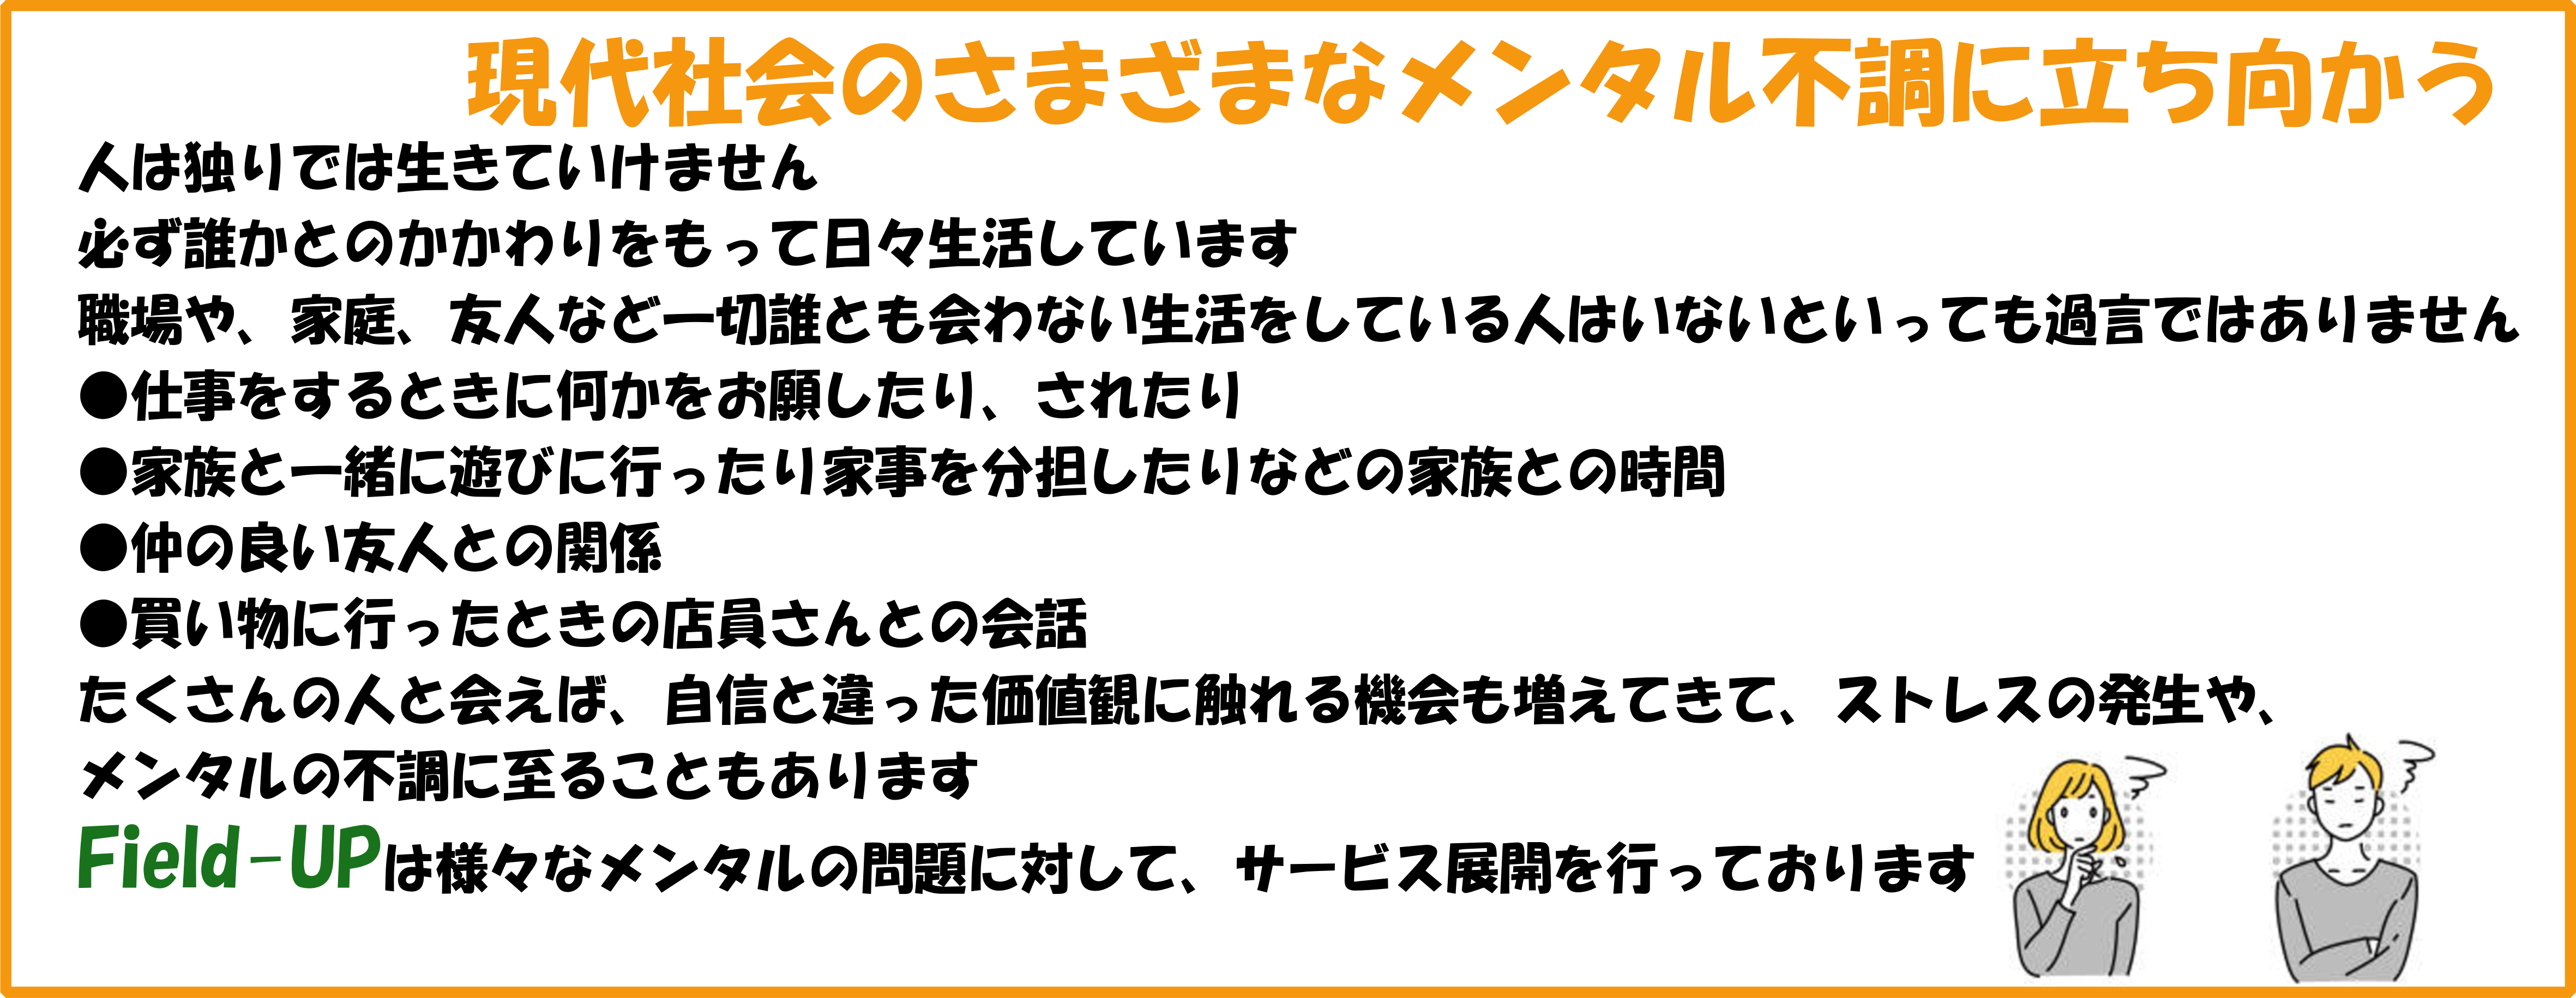 現代社会のさまざまなメンタル不調に立ち向かう
人は独りでは生きていけません
必ず誰かとのかかわりをもって日々生活しています
職場や、家庭、友人など一切誰とも会わない生活をしている人はいないといっても過言ではありません
●仕事をするときに何かをお願したり、されたり
●家族と一緒に遊びに行ったり家事を分担したりなどの家族との時間
●仲の良い友人との関係
●買い物に行ったときの店員さんとの会話
たくさんの人と会えば、自信と違った価値観に触れる機会も増えてきて、ストレスの発生や、
メンタルの不調に至ることもあります
Field-UPは様々なメンタルの問題に対して、サービス展開を行っております